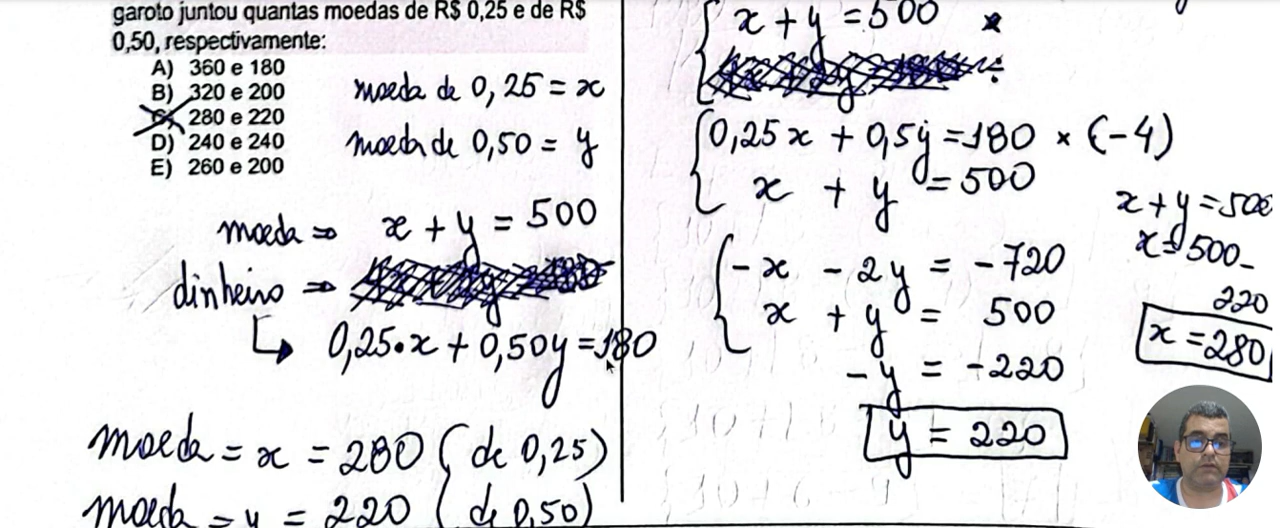 garoto juntou quantas moedas de R$ 0,25 e de R$
0,50, respectivamente:
A) 360 e 180
B) 320 e 200
C) 280 e 220
D) 240 e 240
E) 260 e 200
moeda de 0,25 = x
moeda de 0,50 = y
moeda ⇒ x + y = 500
dinheiro ⇒
↳ 0,25•x + 0,50y = 180
moeda = x = 280 (de 0,25)
moeda = y = 220 (de 0,50)
x + y = 500
÷
0,25x + 0,5y = 180 × (-4)
x + y = 500
-x - 2y = -720
x + y = 500
-y = -220
y = 220
x + y = 500
x = 500 -
220
x = 280